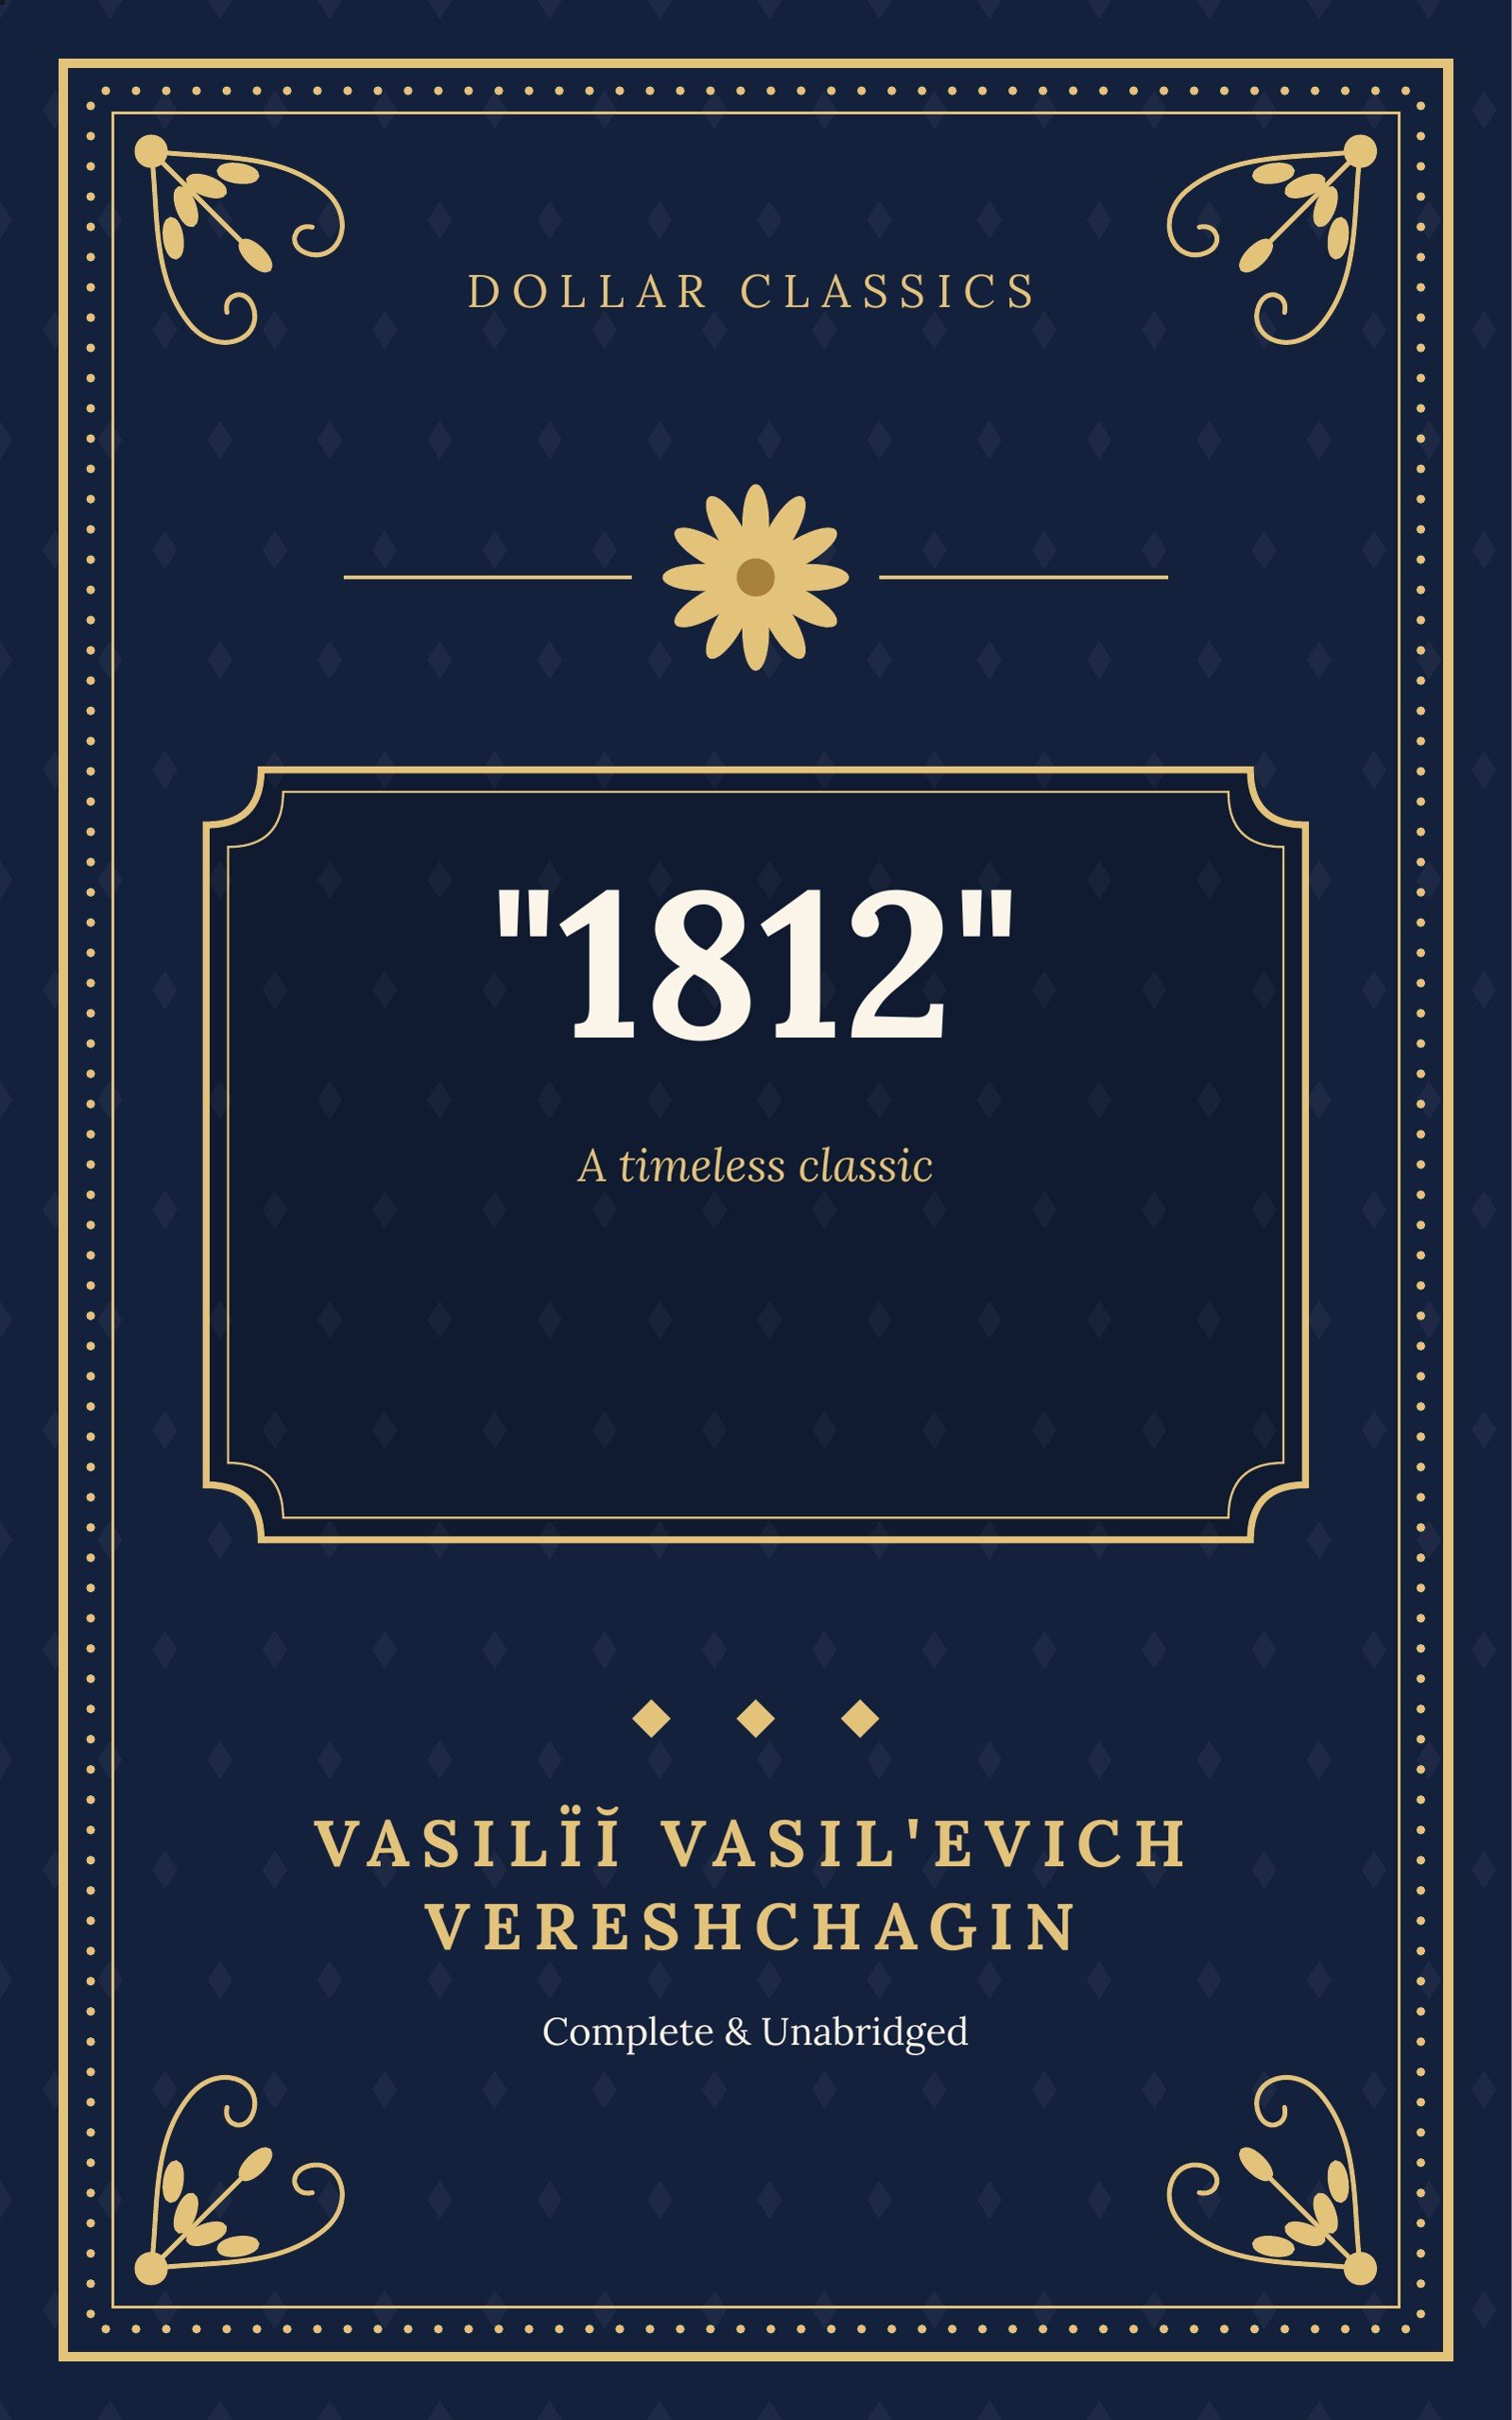 DOLLAR CLASSICS
"1812"
A timeless classic
VASILÏĬ VASIL'EVICH
VERESHCHAGIN
Complete & Unabridged